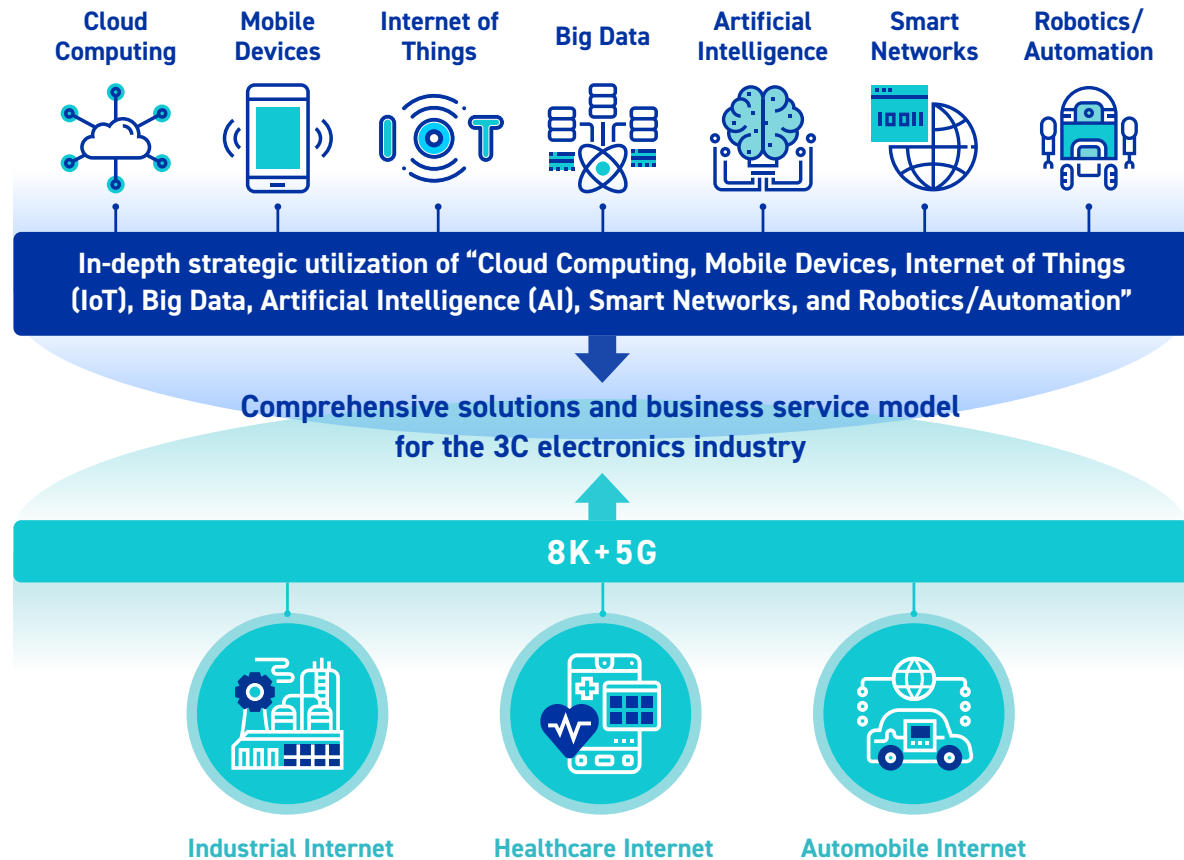 Cloud
Computing
Mobile
Devices
Internet of
Things
Big Data
Artificial
Intelligence
Smart
Networks
Robotics/
Automation
IOT
10011
In-depth strategic utilization of “Cloud Computing, Mobile Devices, Internet of Things
(IoT), Big Data, Artificial Intelligence (AI), Smart Networks, and Robotics/Automation”
Comprehensive solutions and business service model
for the 3C electronics industry
8K+5G
Industrial Internet
Healthcare Internet
Automobile Internet